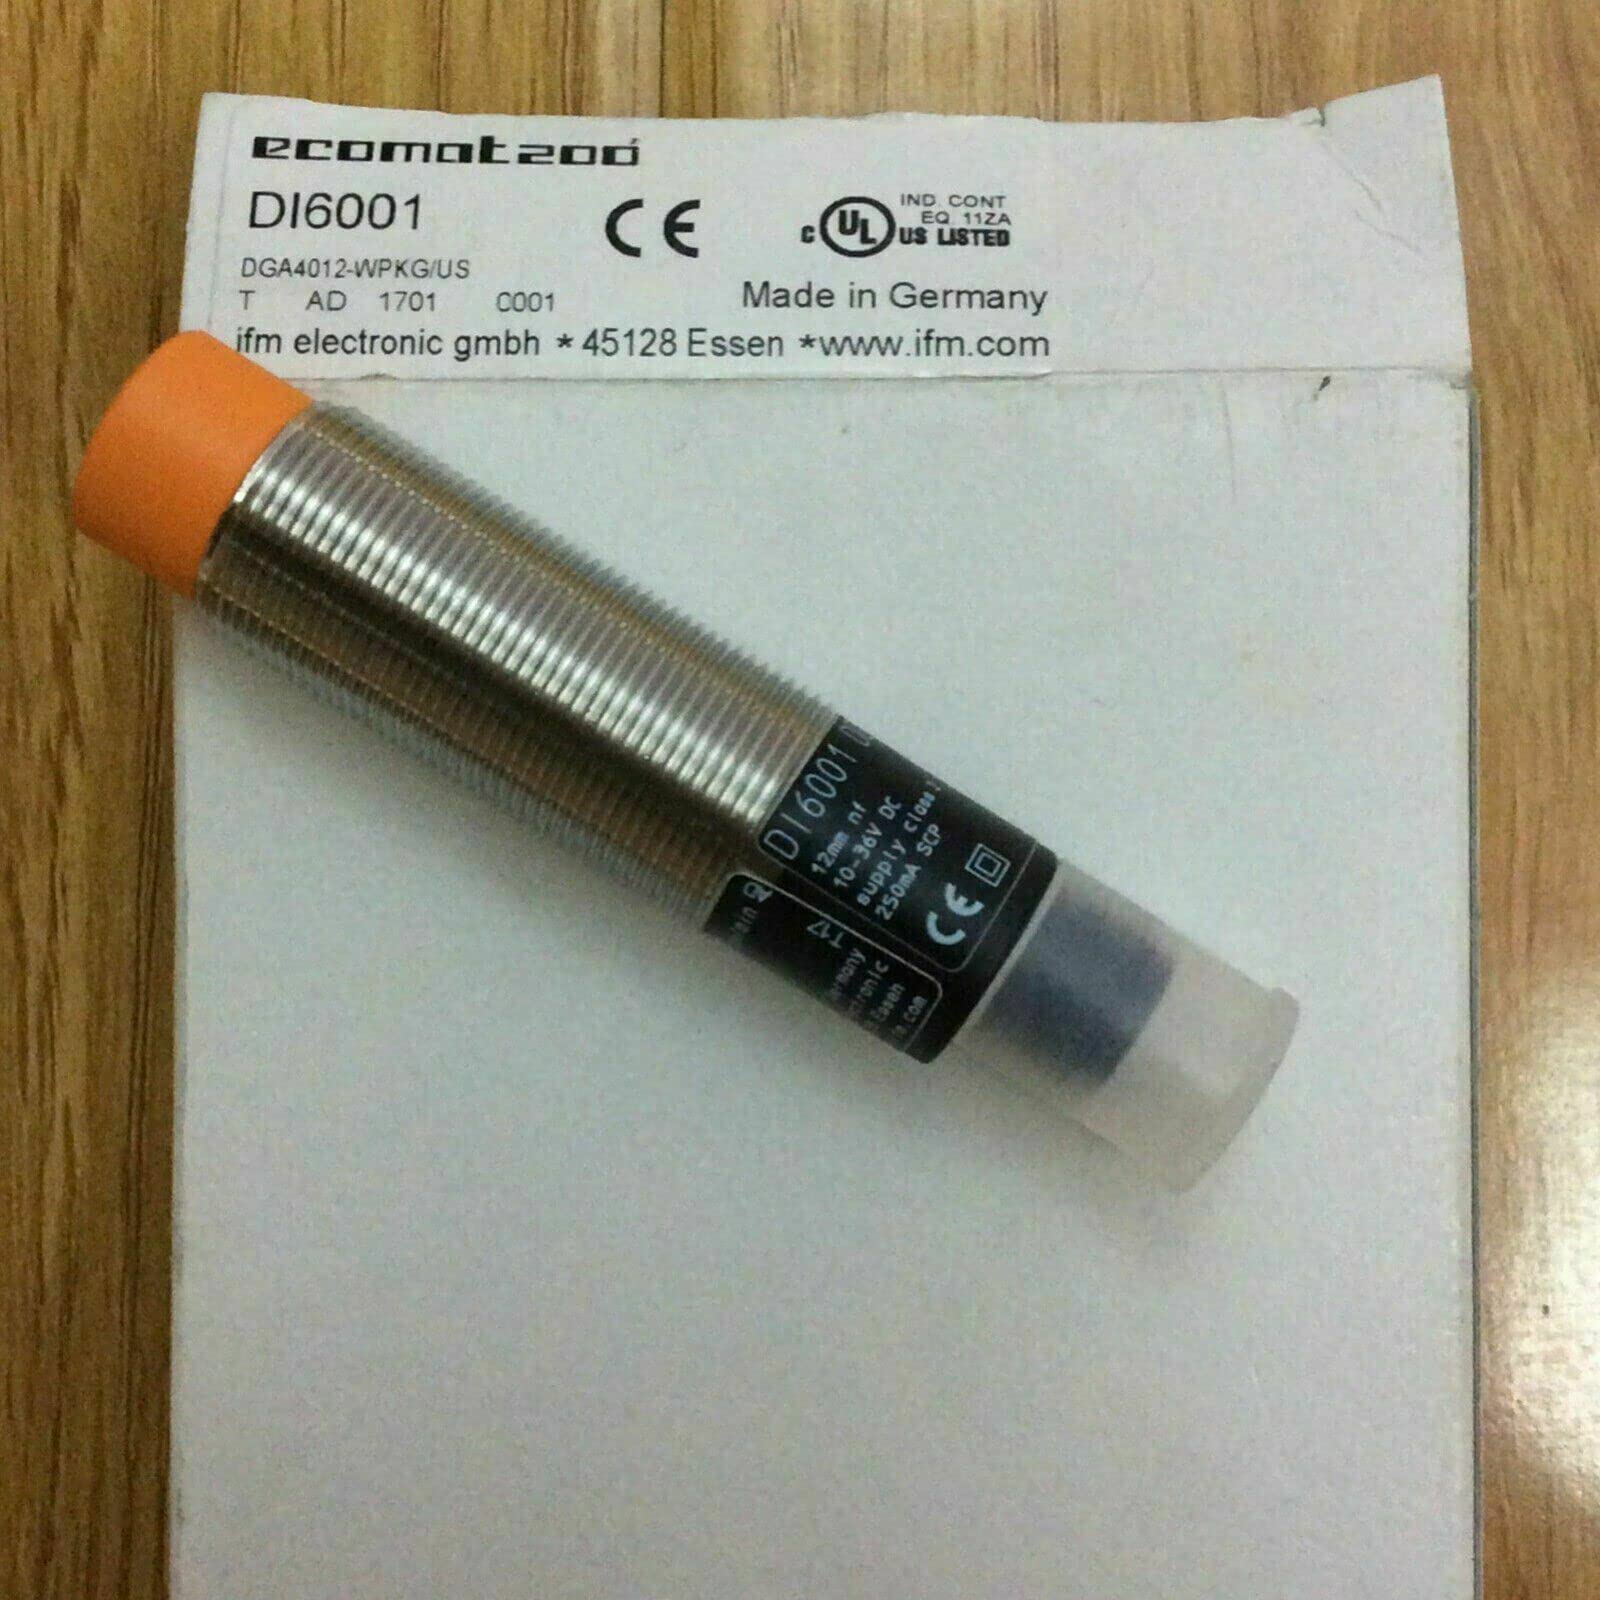 ecomat200
DI6001
CE
c UL US LISTED
IND. CONT
EQ. 11ZA
DGA4012-WPKG/US
T AD 1701 C001
Made in Germany
ifm electronic gmbh * 45128 Essen * www.ifm.com
DI6001
12mm nf
10-36V DC
supply class
250mA SCP
CE
Essen